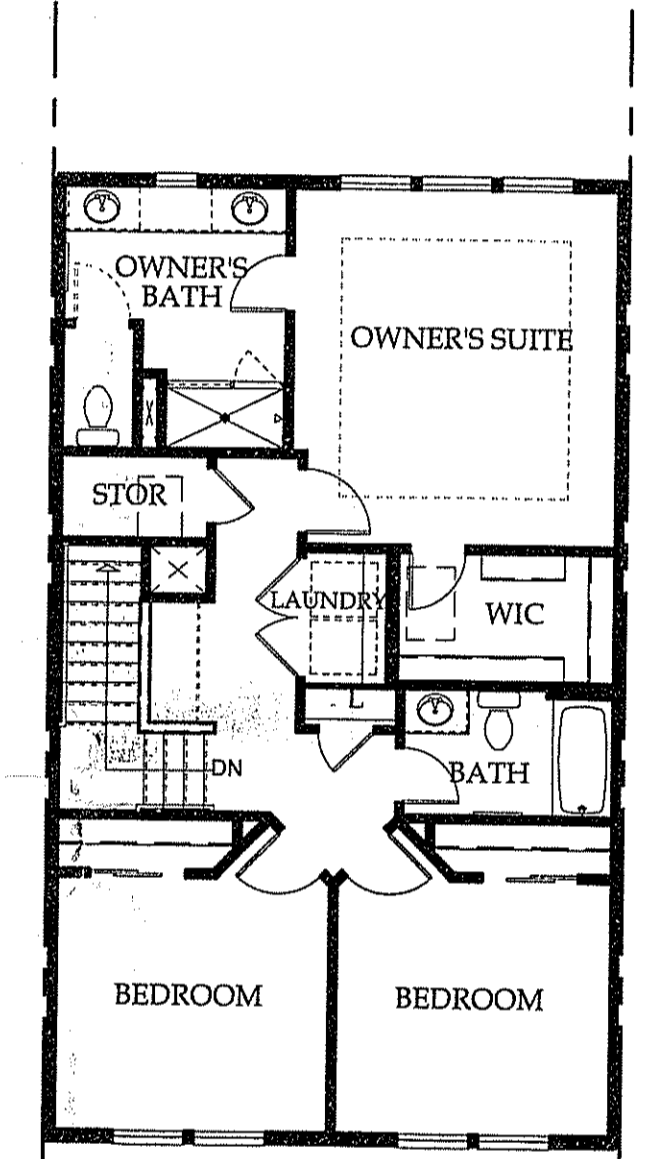 OWNER'S
BATH
OWNER'S SUITE
STOR
LAUNDRY
WIC
L
DN
BATH
BEDROOM
BEDROOM